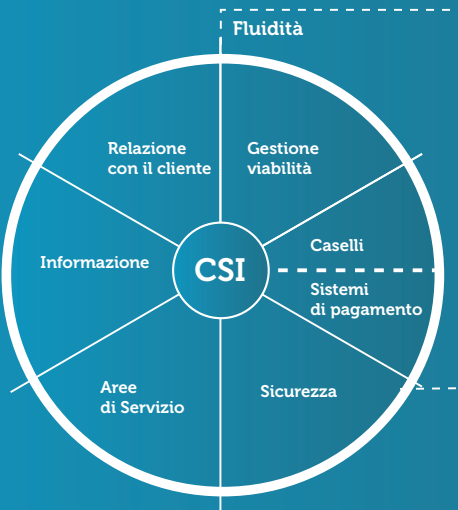 Fluidità
Relazione
con il cliente
Gestione
viabilità
Informazione
CSI
Caselli
Sistemi
di pagamento
Aree
di Servizio
Sicurezza